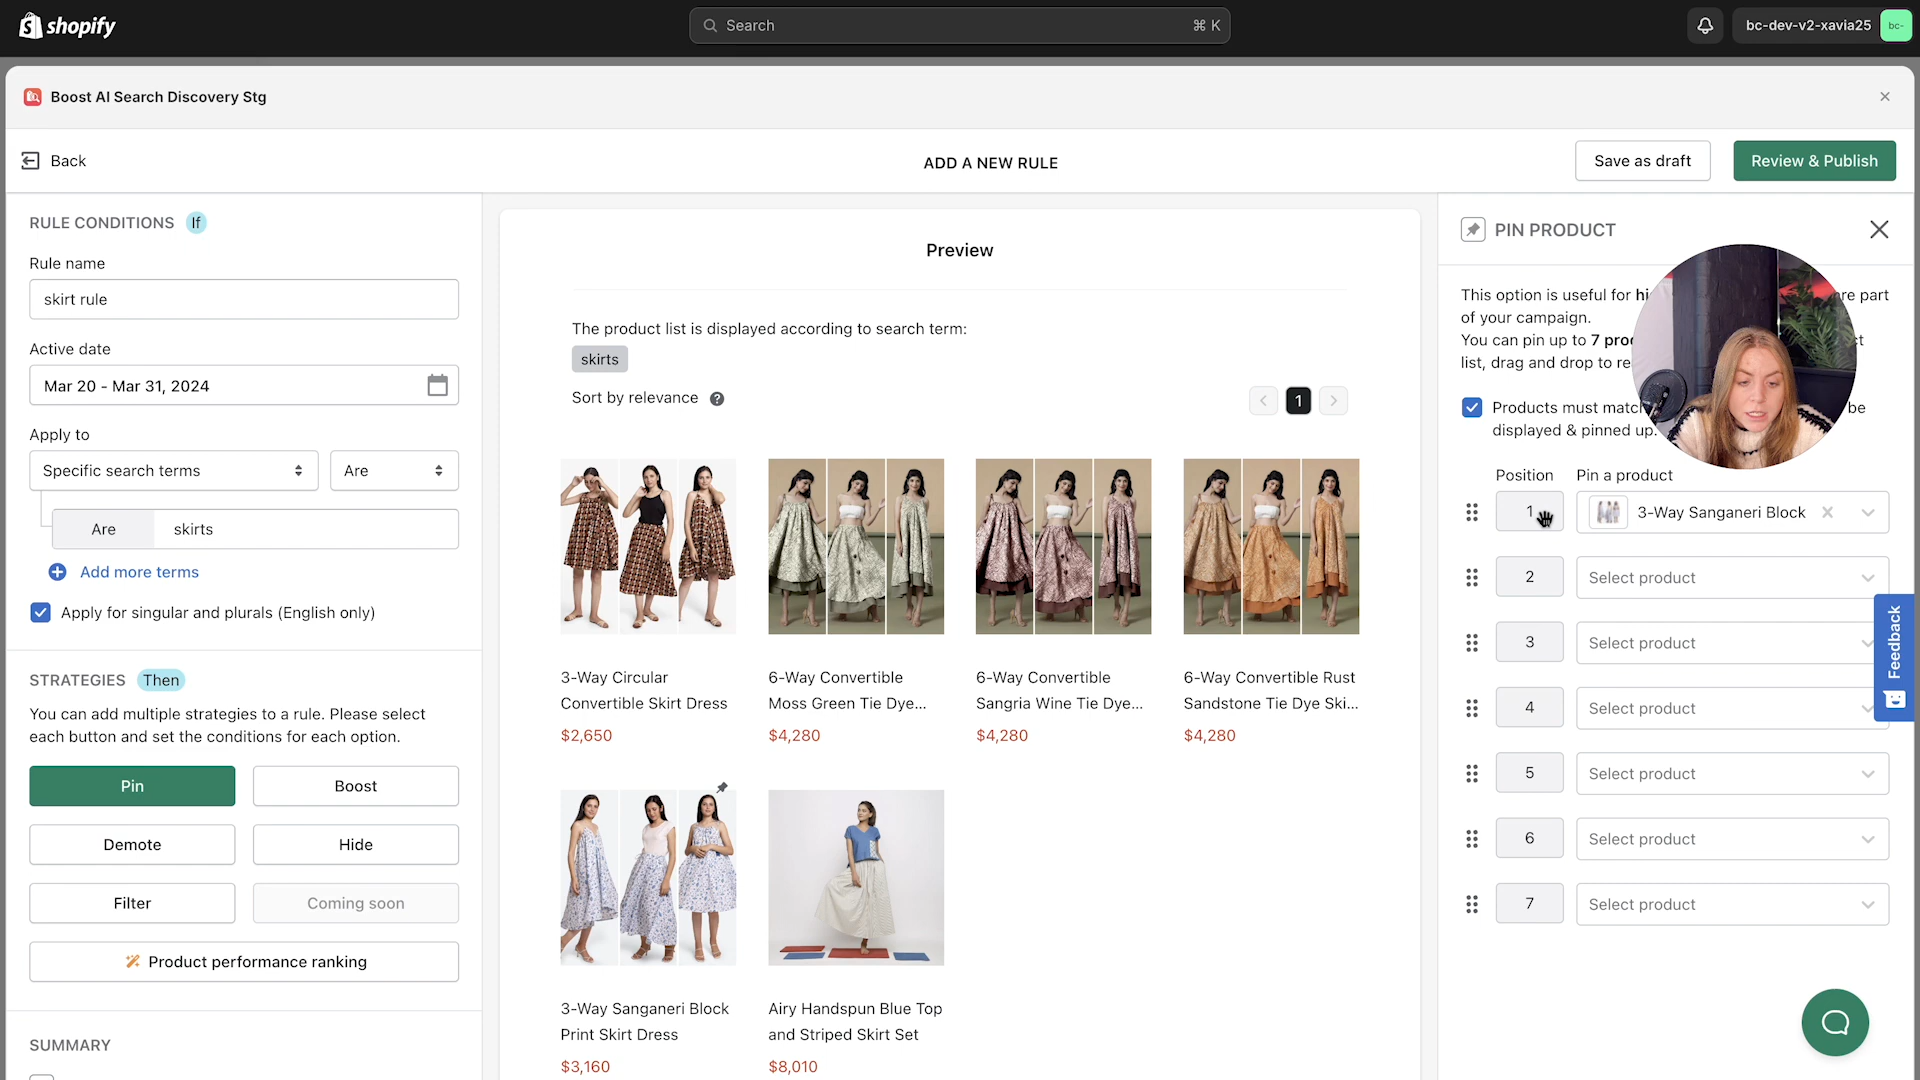 shopify
Search
⌘ K
bc-dev-v2-xavia25
bc-
Boost AI Search Discovery Stg
Back
ADD A NEW RULE
Save as draft
Review & Publish
RULE CONDITIONS If
Rule name
skirt rule
Active date
Mar 20 - Mar 31, 2024
Apply to
Specific search terms
Are
Are
skirts
Add more terms
Apply for singular and plurals (English only)
STRATEGIES Then
You can add multiple strategies to a rule. Please select
each button and set the conditions for each option.
Pin
Boost
Demote
Hide
Filter
Coming soon
Product performance ranking
SUMMARY
Preview
The product list is displayed according to search term:
skirts
Sort by relevance ?
1
3-Way Circular
Convertible Skirt Dress
$2,650
6-Way Convertible
Moss Green Tie Dye...
$4,280
6-Way Convertible
Sangria Wine Tie Dye...
$4,280
6-Way Convertible Rust
Sandstone Tie Dye Ski...
$4,280
3-Way Sanganeri Block
Print Skirt Dress
$3,160
Airy Handspun Blue Top
and Striped Skirt Set
$8,010
PIN PRODUCT
This option is useful for part
of your campaign.
You can pin up to 7
list, drag and drop to
Products must be
displayed & pinned up.
Position
Pin a product
1
3-Way Sanganeri Block
2
Select product
3
Select product
4
Select product
5
Select product
6
Select product
7
Select product
Feedback